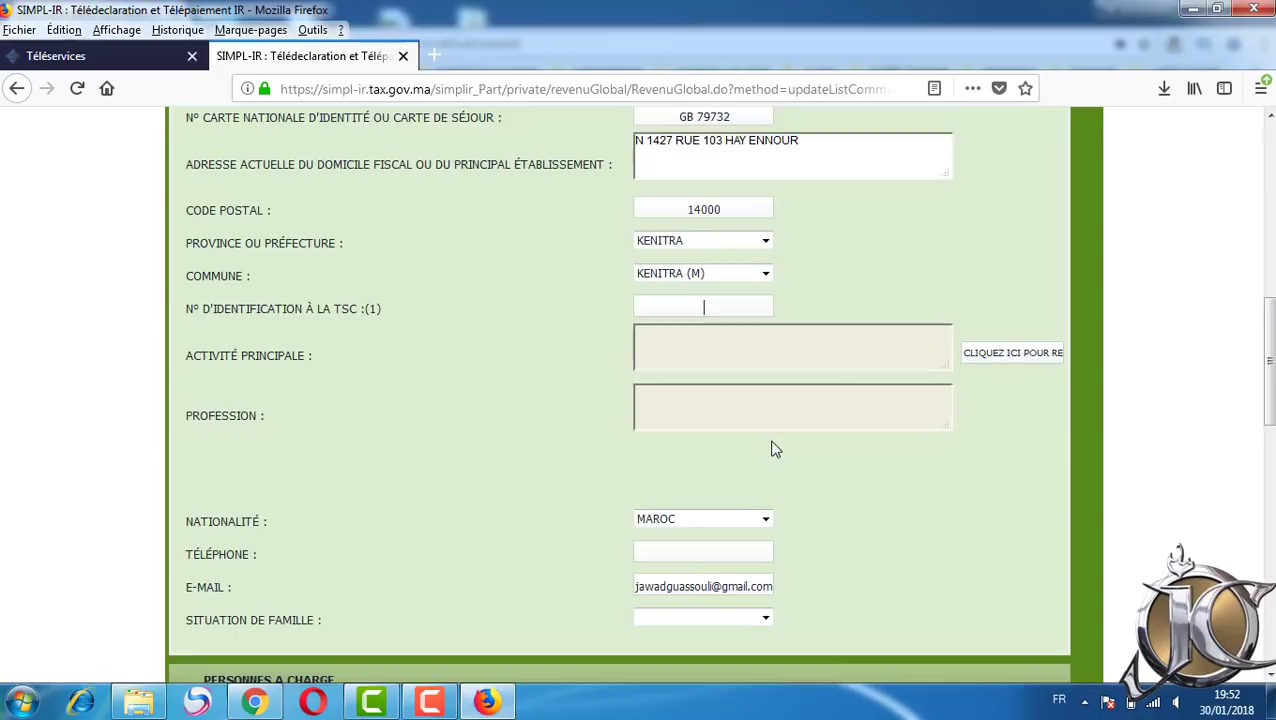 SIMPL-IR : Télédeclaration et Télépaiement IR - Mozilla Firefox
Fichier Édition Affichage Historique Marque-pages Outils ?
Téléservices
SIMPL-IR : Télédeclaration et Télépa
https://simpl-ir.tax.gov.ma/simplir_Part/private/revenuGlobal/RevenuGlobal.do?method=updateListComm
N° CARTE NATIONALE D'IDENTITÉ OU CARTE DE SÉJOUR : GB 79732
ADRESSE ACTUELLE DU DOMICILE FISCAL OU DU PRINCIPAL ÉTABLISSEMENT : N 1427 RUE 103 HAY ENNOUR
CODE POSTAL : 14000
PROVINCE OU PRÉFECTURE : KENITRA
COMMUNE : KENITRA (M)
N° D'IDENTIFICATION À LA TSC :(1)
ACTIVITÉ PRINCIPALE : CLIQUEZ ICI POUR RE
PROFESSION :
NATIONALITÉ : MAROC
TÉLÉPHONE :
E-MAIL : jawadguassouli@gmail.com
SITUATION DE FAMILLE :
PERSONNES A CHARGE
FR
19:52
30/01/2018
JC